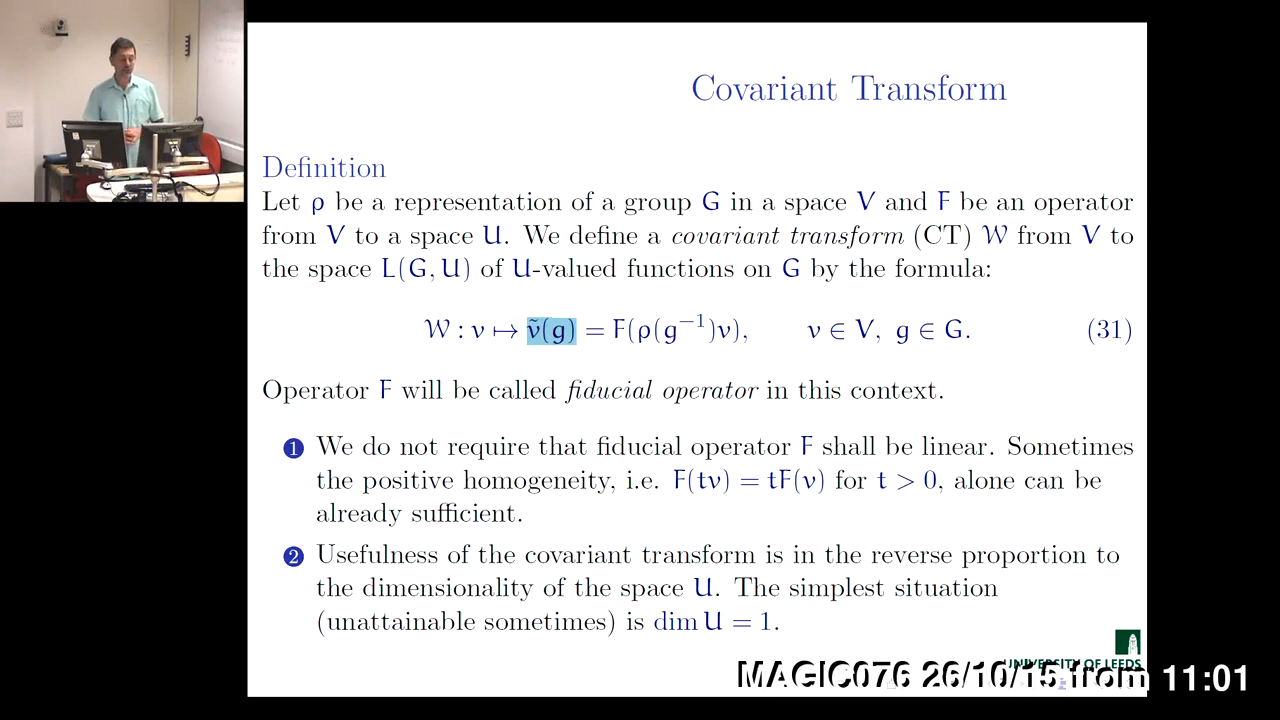 Covariant Transform
Definition
Let ρ be a representation of a group G in a space V and F be an operator
from V to a space U. We define a covariant transform (CT) 𝒲 from V to
the space L(G, U) of U-valued functions on G by the formula:
𝒲 : v ↦ ṽ(g) = F(ρ(g⁻¹)v), v ∈ V, g ∈ G. (31)
Operator F will be called fiducial operator in this context.
1 We do not require that fiducial operator F shall be linear. Sometimes
the positive homogeneity, i.e. F(tv) = tF(v) for t > 0, alone can be
already sufficient.
2 Usefulness of the covariant transform is in the reverse proportion to
the dimensionality of the space U. The simplest situation
(unattainable sometimes) is dim U = 1.
UNIVERSITY OF LEEDS
MAGIC076 26/10/15 from 11:01